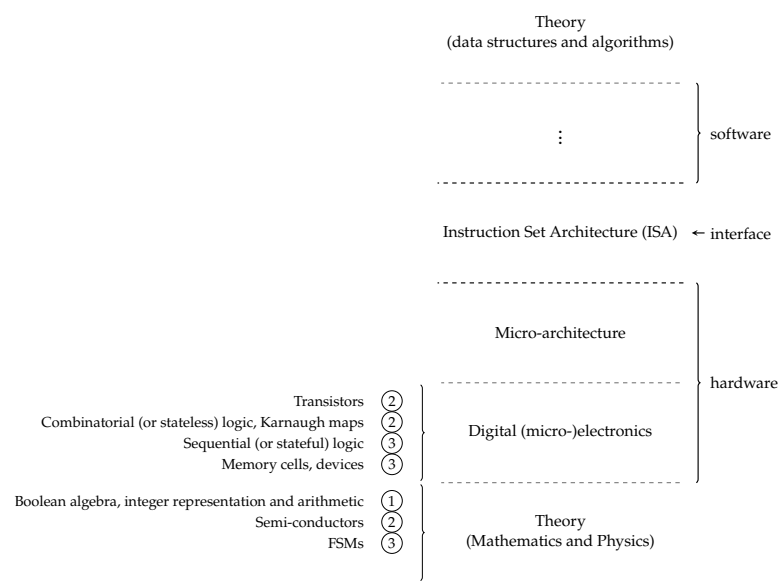 Theory
(data structures and algorithms)
⋮
software
Instruction Set Architecture (ISA) ← interface
Micro-architecture
hardware
Transistors 2
Combinatorial (or stateless) logic, Karnaugh maps 2
Sequential (or stateful) logic 3
Memory cells, devices 3
Digital (micro-)electronics
Boolean algebra, integer representation and arithmetic 1
Semi-conductors 2
FSMs 3
Theory
(Mathematics and Physics)